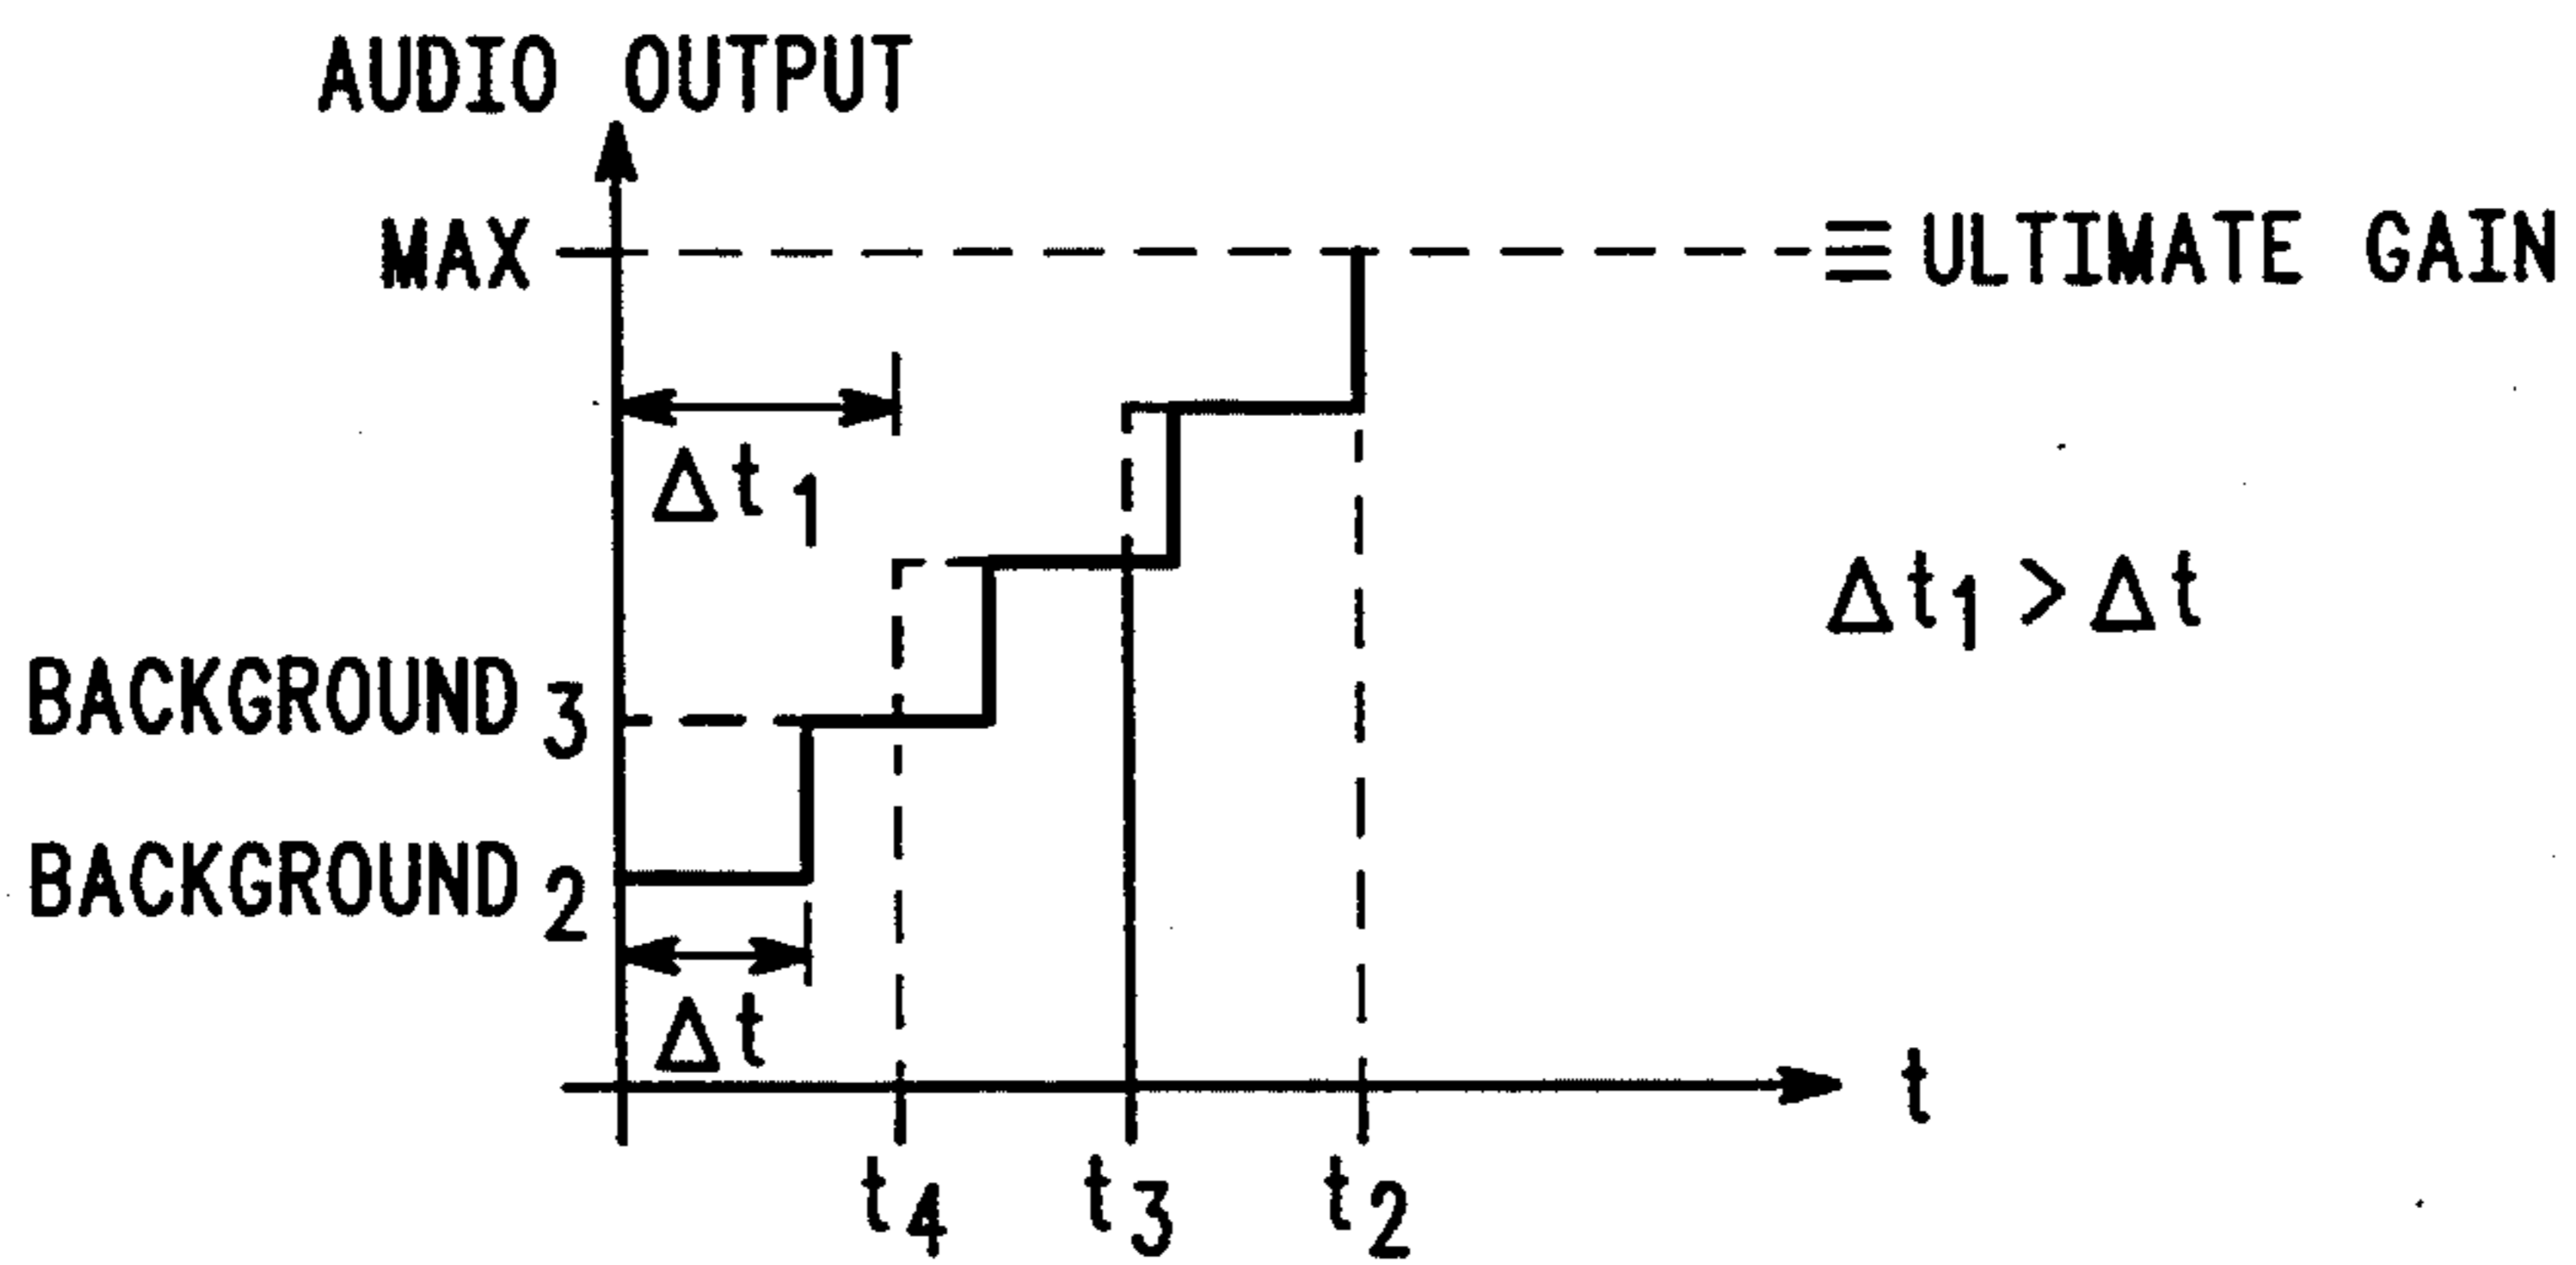 AUDIO OUTPUT
MAX
≡ ULTIMATE GAIN
Δt1
Δt1 > Δt
BACKGROUND 3
BACKGROUND 2
Δt
t
t4
t3
t2